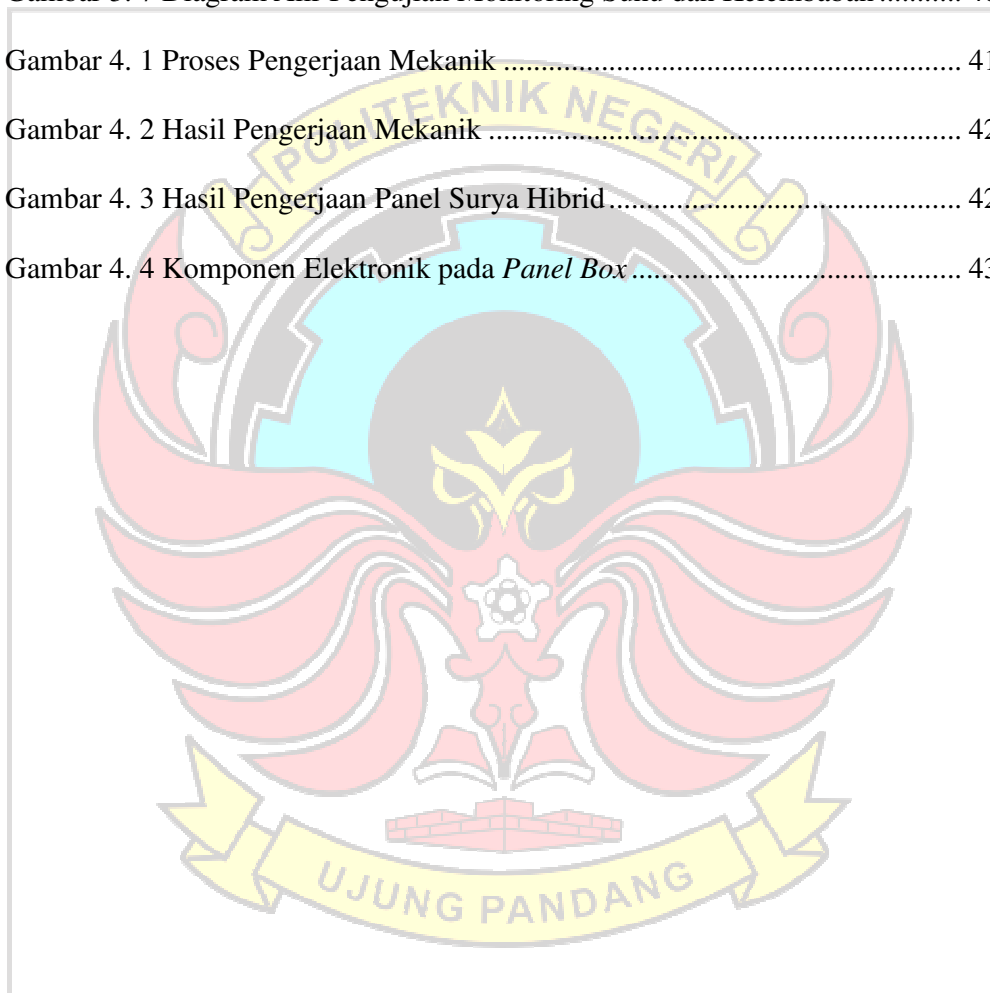 Gambar 4. 1 Proses Pengerjaan Mekanik ........................................................ 41
Gambar 4. 2 Hasil Pengerjaan Mekanik .......................................................... 42
Gambar 4. 3 Hasil Pengerjaan Panel Surya Hibrid ........................................... 42
Gambar 4. 4 Komponen Elektronik pada Panel Box ........................................ 43
POLITEKNIK NEGERI
UJUNG PANDANG